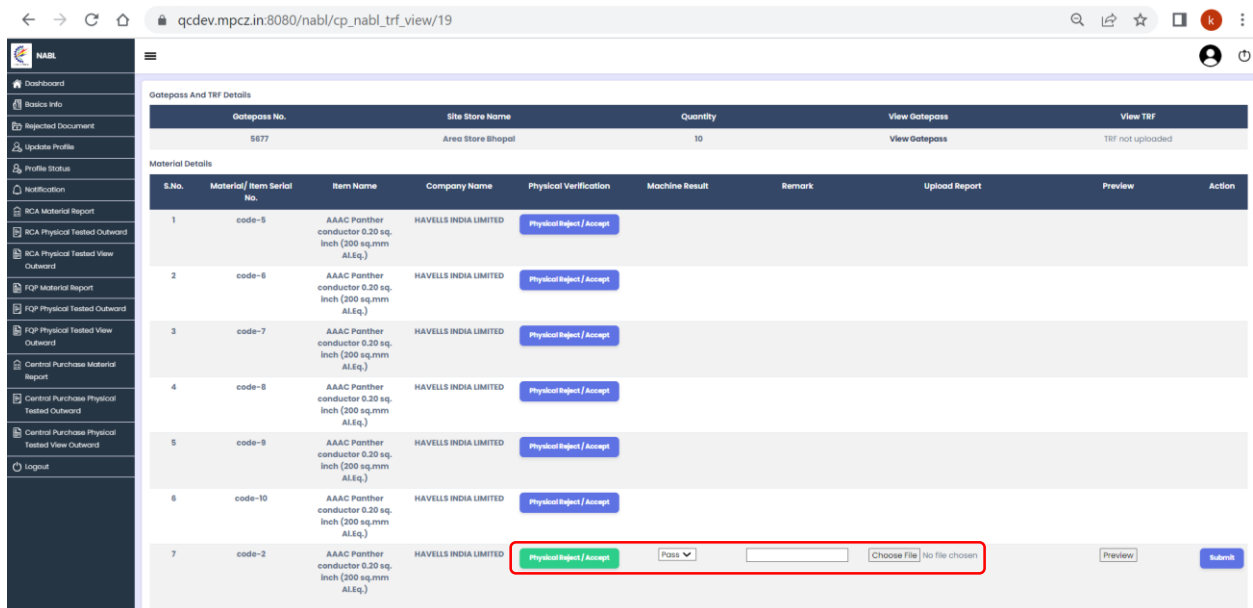 qcdev.mpcz.in:8080/nabl/cp_nabl_trf_view/19
k
NABL
Dashboard
Basics Info
Rejected Document
Update Profile
Profile Status
Notification
RCA Material Report
RCA Physical Tested Outward
RCA Physical Tested View
Outward
FQP Material Report
FQP Physical Tested Outward
FQP Physical Tested View
Outward
Central Purchase Material
Report
Central Purchase Physical
Tested Outward
Central Purchase Physical
Tested View Outward
Logout
Gatepass And TRF Details
Gatepass No. Site Store Name Quantity View Gatepass View TRF
5677 Area Store Bhopal 10 View Gatepass TRF not uploaded
Material Details
S.No. Material/ Item Serial Item Name Company Name Physical Verification Machine Result Remark Upload Report Preview Action
No.
1 code-5 AAAC Panther HAVELLS INDIA LIMITED Physical Reject / Accept
conductor 0.20 sq.
inch (200 sq.mm
Al.Eq.)
2 code-6 AAAC Panther HAVELLS INDIA LIMITED Physical Reject / Accept
conductor 0.20 sq.
inch (200 sq.mm
Al.Eq.)
3 code-7 AAAC Panther HAVELLS INDIA LIMITED Physical Reject / Accept
conductor 0.20 sq.
inch (200 sq.mm
Al.Eq.)
4 code-8 AAAC Panther HAVELLS INDIA LIMITED Physical Reject / Accept
conductor 0.20 sq.
inch (200 sq.mm
Al.Eq.)
5 code-9 AAAC Panther HAVELLS INDIA LIMITED Physical Reject / Accept
conductor 0.20 sq.
inch (200 sq.mm
Al.Eq.)
6 code-10 AAAC Panther HAVELLS INDIA LIMITED Physical Reject / Accept
conductor 0.20 sq.
inch (200 sq.mm
Al.Eq.)
7 code-2 AAAC Panther HAVELLS INDIA LIMITED Physical Reject / Accept Pass Choose File No file chosen Preview Submit
conductor 0.20 sq.
inch (200 sq.mm
Al.Eq.)